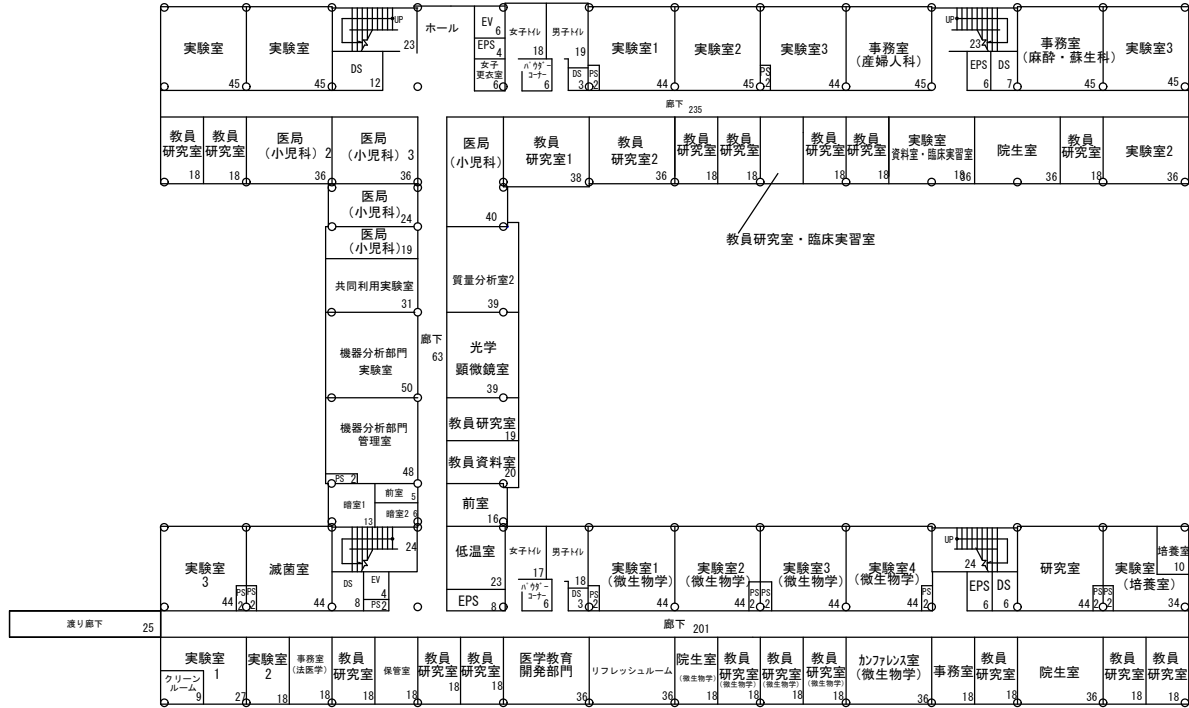 実験室
45
実験室
45
UP
23
DS
12
ホール
EV
6
EPS
4
女子
更衣室
6
女子トイレ
18
パウダー
コーナー
6
男子トイレ
19
DS
3
PS
2
実験室1
44
実験室2
45
PS
2
実験室3
44
事務室
(産婦人科)
45
UP
23
EPS
6
DS
7
事務室
(麻酔・蘇生科)
45
実験室3
45
廊下
235
教員
研究室
18
教員
研究室
18
医局
(小児科) 2
36
医局
(小児科) 3
36
医局
(小児科)
40
教員
研究室1
38
教員
研究室2
36
教員
研究室
18
教員
研究室
18
18
教員
研究室
18
教員
研究室
18
実験室
資料室・臨床実習室
18
36
院生室
36
教員
研究室
18
実験室2
36
教員研究室・臨床実習室
医局
(小児科)
24
医局
(小児科)
19
共同利用実験室
31
質量分析室2
39
廊下
63
機器分析部門
実験室
50
光学
顕微鏡室
39
機器分析部門
管理室
48
PS 2
教員研究室
19
教員資料室
20
暗室1
13
前室
5
暗室2
6
前室
16
実験室
3
44
PS
2
PS
2
滅菌室
44
24
DS
8
EV
4
PS 2
低温室
23
EPS
8
女子トイレ
17
パウダー
コーナー
6
男子トイレ
18
DS
3
PS
2
実験室1
(微生物学)
44
実験室2
(微生物学)
44
PS
2
PS
2
実験室3
(微生物学)
44
実験室4
(微生物学)
44
PS
2
UP
24
EPS
6
DS
6
研究室
44
PS
2
PS
2
実験室
(培養室)
34
培養室
10
渡り廊下
25
廊下
201
実験室
1
27
クリーン
ルーム
9
実験室
2
18
事務室
(法医学)
18
教員
研究室
18
保管室
18
教員
研究室
18
教員
研究室
18
医学教育
開発部門
36
リフレッシュルーム
36
院生室
(微生物学)
18
教員
研究室
(微生物学)
18
教員
研究室
(微生物学)
18
教員
研究室
(微生物学)
18
カンファレンス室
(微生物学)
36
事務室
18
教員
研究室
18
院生室
36
教員
研究室
18
教員
研究室
18